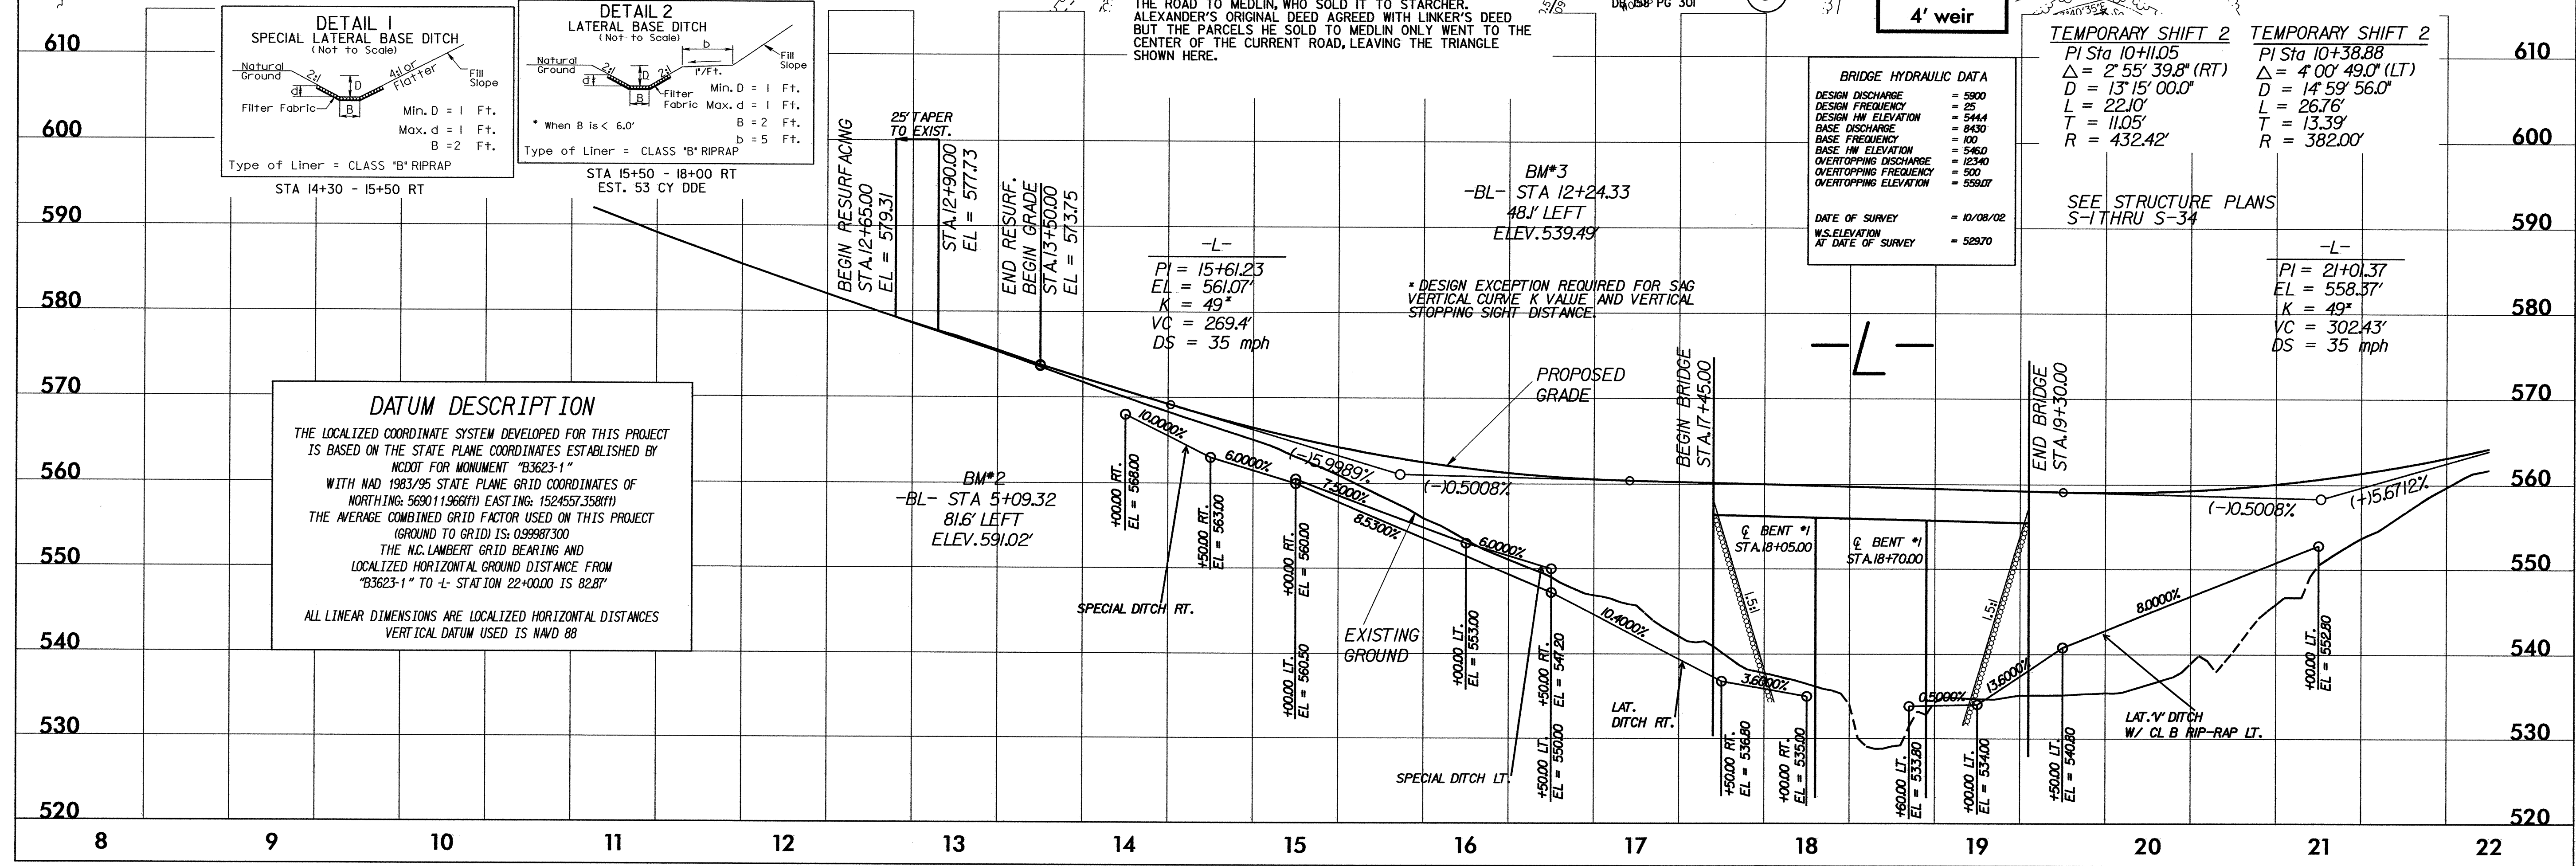 THE ROAD TO MEDLIN, WHO SOLD IT TO STARCHER.
ALEXANDER'S ORIGINAL DEED AGREED WITH LINKER'S DEED
BUT THE PARCELS HE SOLD TO MEDLIN ONLY WENT TO THE
CENTER OF THE CURRENT ROAD, LEAVING THE TRIANGLE
SHOWN HERE.
DB 158 PG 301
4' weir
DETAIL 1
SPECIAL LATERAL BASE DITCH
(Not to Scale)
Natural
Ground
2:1
D
d
4:1 or
Flatter
Fill
Slope
Filter Fabric
B
Min. D = 1 Ft.
Max. d = 1 Ft.
B =2 Ft.
Type of Liner = CLASS "B" RIPRAP
STA 14+30 - 15+50 RT
DETAIL 2
LATERAL BASE DITCH
(Not to Scale)
b
Natural
Ground
2:1
D
2:1
d
1"/Ft.
Fill
Slope
B
Filter
Fabric
Min. D = 1 Ft.
Max. d = 1 Ft.
* When B is < 6.0'
B =2 Ft.
b =5 Ft.
Type of Liner = CLASS "B" RIPRAP
STA 15+50 - 18+00 RT
EST. 53 CY DDE
BRIDGE HYDRAULIC DATA
DESIGN DISCHARGE = 5900
DESIGN FREQUENCY = 25
DESIGN HW ELEVATION = 544.4
BASE DISCHARGE = 8430
BASE FREQUENCY = 100
BASE HW ELEVATION = 546.0
OVERTOPPING DISCHARGE = 12340
OVERTOPPING FREQUENCY = 500
OVERTOPPING ELEVATION = 559.07
DATE OF SURVEY = 10/08/02
W.S.ELEVATION
AT DATE OF SURVEY = 529.70
TEMPORARY SHIFT 2
PI Sta 10+11.05
Δ = 2° 55' 39.8" (RT)
D = 13° 15' 00.0"
L = 22.10'
T = 11.05'
R = 432.42'
TEMPORARY SHIFT 2
PI Sta 10+38.88
Δ = 4° 00' 49.0" (LT)
D = 14° 59' 56.0"
L = 26.76'
T = 13.39'
R = 382.00'
SEE STRUCTURE PLANS
S-1 THRU S-34
610
600
590
580
570
560
550
540
530
520
610
600
590
580
570
560
550
540
530
520
BEGIN RESURFACING
STA.12+65.00
EL = 579.31
25' TAPER
TO EXIST.
STA.12+90.00
EL = 577.73
END RESURF.
BEGIN GRADE
STA.13+50.00
EL = 573.75
-L-
PI = 15+61.23
EL = 561.07'
K = 49*
VC = 269.4'
DS = 35 mph
BM#3
-BL- STA 12+24.33
48.1' LEFT
ELEV.539.49'
* DESIGN EXCEPTION REQUIRED FOR SAG
VERTICAL CURVE K VALUE AND VERTICAL
STOPPING SIGHT DISTANCE.
-L-
PI = 21+01.37
EL = 558.37'
K = 49*
VC = 302.43'
DS = 35 mph
-L-
PROPOSED
GRADE
BEGIN BRIDGE
STA.17+45.00
END BRIDGE
STA.19+30.00
DATUM DESCRIPTION
THE LOCALIZED COORDINATE SYSTEM DEVELOPED FOR THIS PROJECT
IS BASED ON THE STATE PLANE COORDINATES ESTABLISHED BY
NCDOT FOR MONUMENT "B3623-1"
WITH NAD 1983/95 STATE PLANE GRID COORDINATES OF
NORTHING: 569011.966(ft) EASTING: 1524557.358(ft)
THE AVERAGE COMBINED GRID FACTOR USED ON THIS PROJECT
(GROUND TO GRID) IS: 0.99987300
THE N.C. LAMBERT GRID BEARING AND
LOCALIZED HORIZONTAL GROUND DISTANCE FROM
"B3623-1" TO -L- STATION 22+00.00 IS 82.87'
ALL LINEAR DIMENSIONS ARE LOCALIZED HORIZONTAL DISTANCES
VERTICAL DATUM USED IS NAVD 88
BM#2
-BL- STA 5+09.32
81.6' LEFT
ELEV.591.02'
10.0000%
6.0000%
7.5000%
8.5300%
6.0000%
10.4000%
3.6000%
0.5000%
13.6000%
8.0000%
(-)5.9989%
(-)0.5008%
(-)0.5008%
(+)5.6712%
+00.00 RT.
EL = 568.00
+50.00 RT.
EL = 563.00
+00.00 RT.
EL = 560.00
+00.00 LT.
EL = 560.50
+00.00 LT.
EL = 553.00
+50.00 RT.
EL = 547.20
+50.00 LT.
EL = 550.00
+50.00 RT.
EL = 536.80
+00.00 RT.
EL = 535.00
+60.00 LT.
EL = 533.80
+00.00 LT.
EL = 534.00
+50.00 LT.
EL = 540.80
+00.00 LT.
EL = 552.80
SPECIAL DITCH RT.
EXISTING
GROUND
SPECIAL DITCH LT.
LAT.
DITCH RT.
℄ BENT #1
STA.18+05.00
℄ BENT #1
STA.18+70.00
1.5:1
1.5:1
LAT.'V' DITCH
W/ CL B RIP-RAP LT.
8 9 10 11 12 13 14 15 16 17 18 19 20 21 22